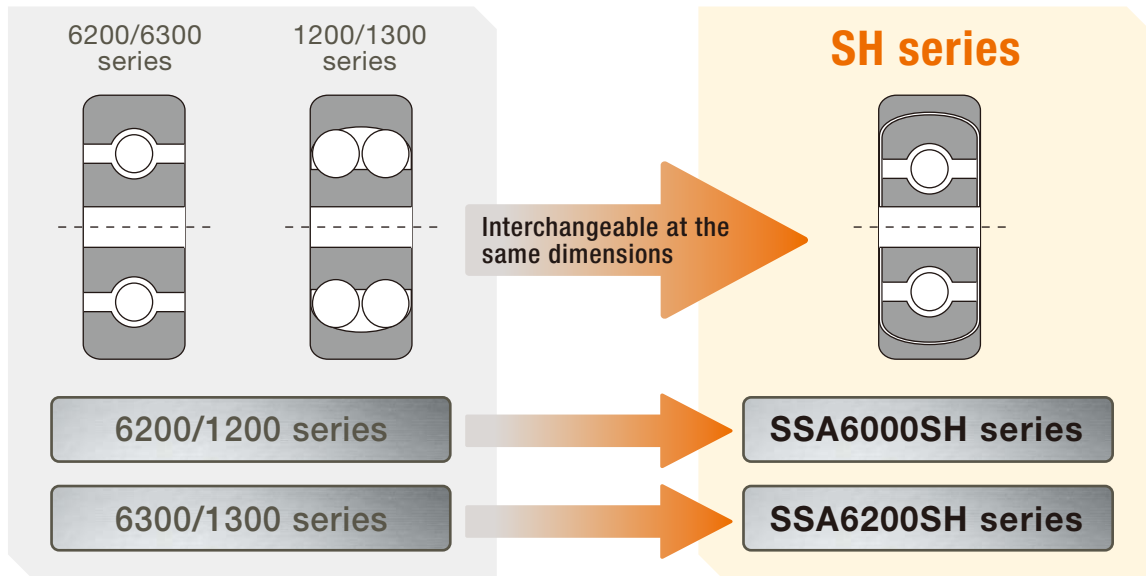 6200/6300
series
1200/1300
series
SH series
Interchangeable at the
same dimensions
6200/1200 series
SSA6000SH series
6300/1300 series
SSA6200SH series